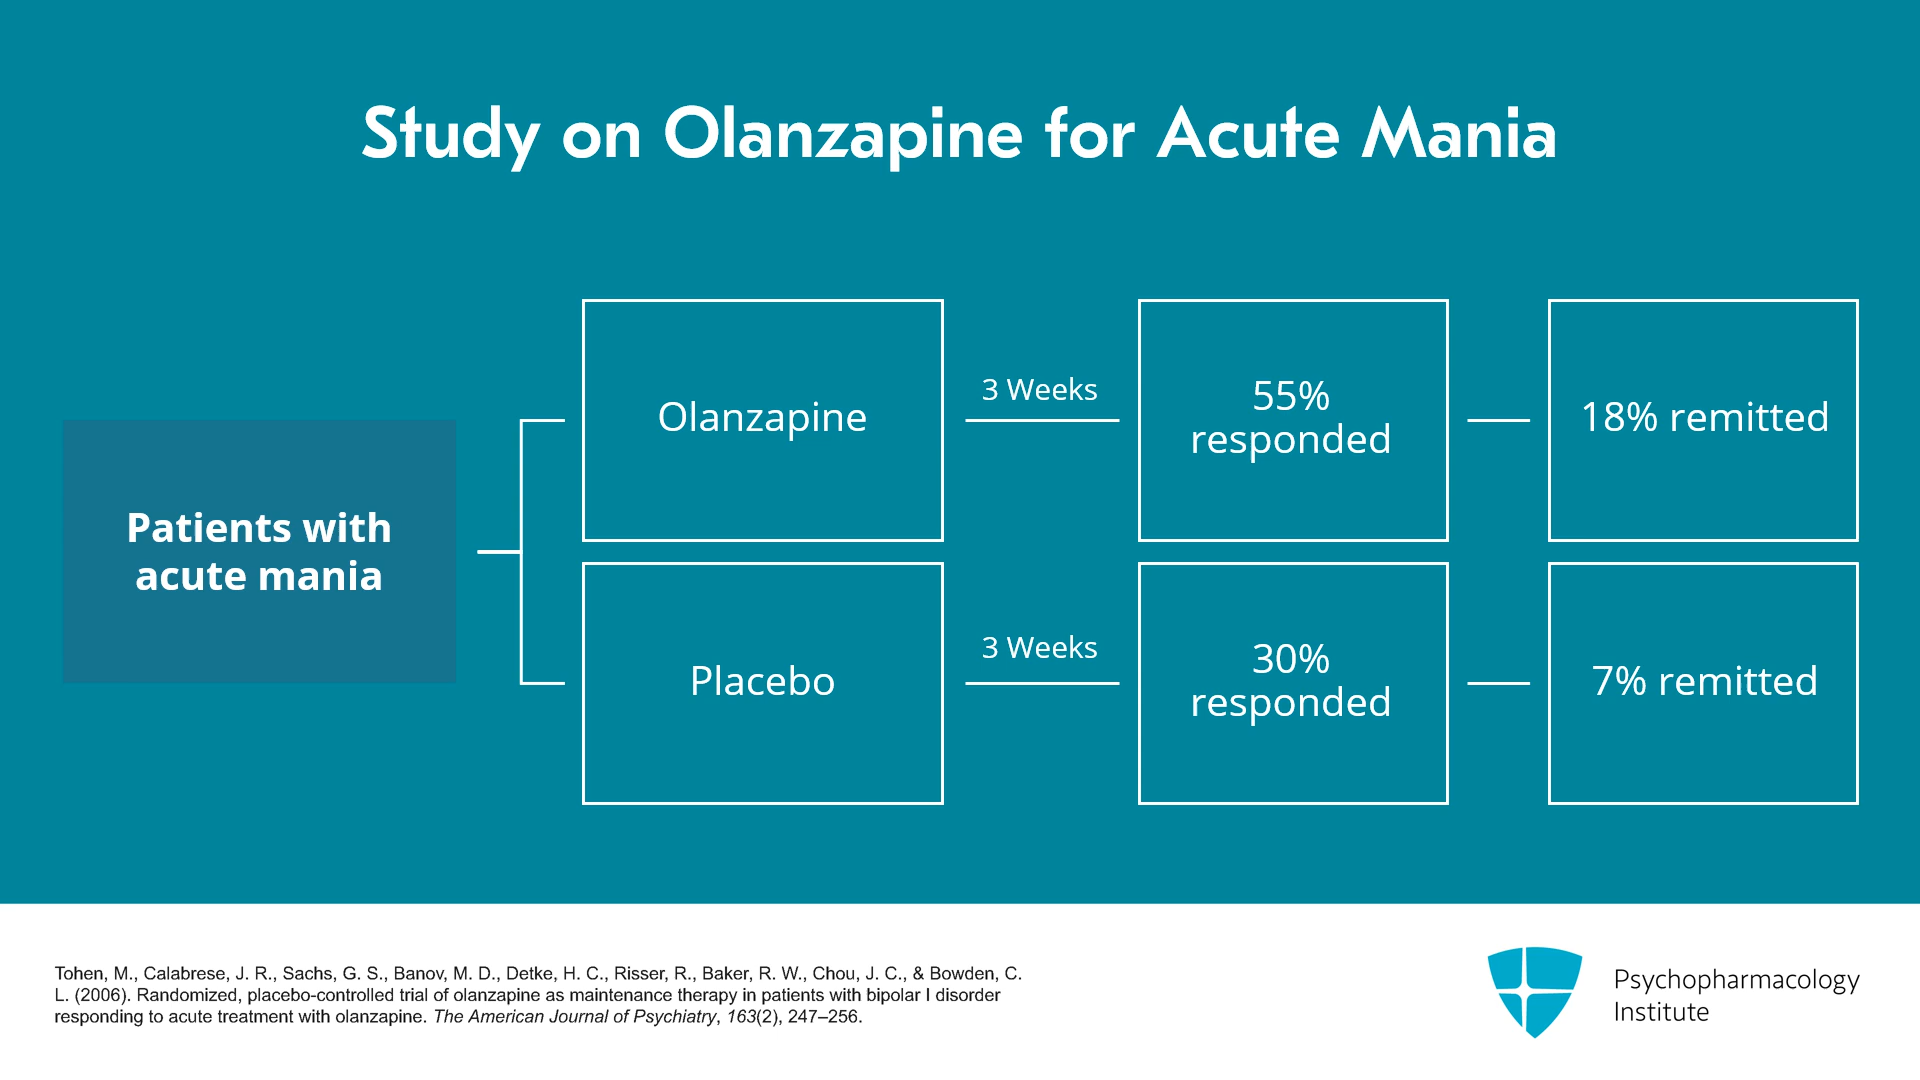 Study on Olanzapine for Acute Mania
Patients with
acute mania
Olanzapine
3 Weeks
55%
responded
18% remitted
Placebo
3 Weeks
30%
responded
7% remitted
Tohen, M., Calabrese, J. R., Sachs, G. S., Banov, M. D., Detke, H. C., Risser, R., Baker, R. W., Chou, J. C., & Bowden, C.
L. (2006). Randomized, placebo-controlled trial of olanzapine as maintenance therapy in patients with bipolar I disorder
responding to acute treatment with olanzapine. The American Journal of Psychiatry, 163(2), 247–256.
Psychopharmacology
Institute